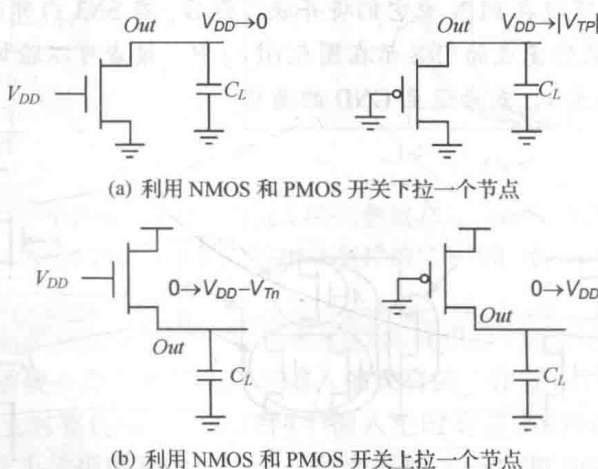 Out V_DD→0 Out V_DD→|V_TP|
V_DD C_L C_L
(a) 利用 NMOS 和 PMOS 开关下拉一个节点
V_DD 0→V_DD−V_Tn 0→V_DD
Out Out
C_L C_L
(b) 利用 NMOS 和 PMOS 开关上拉一个节点